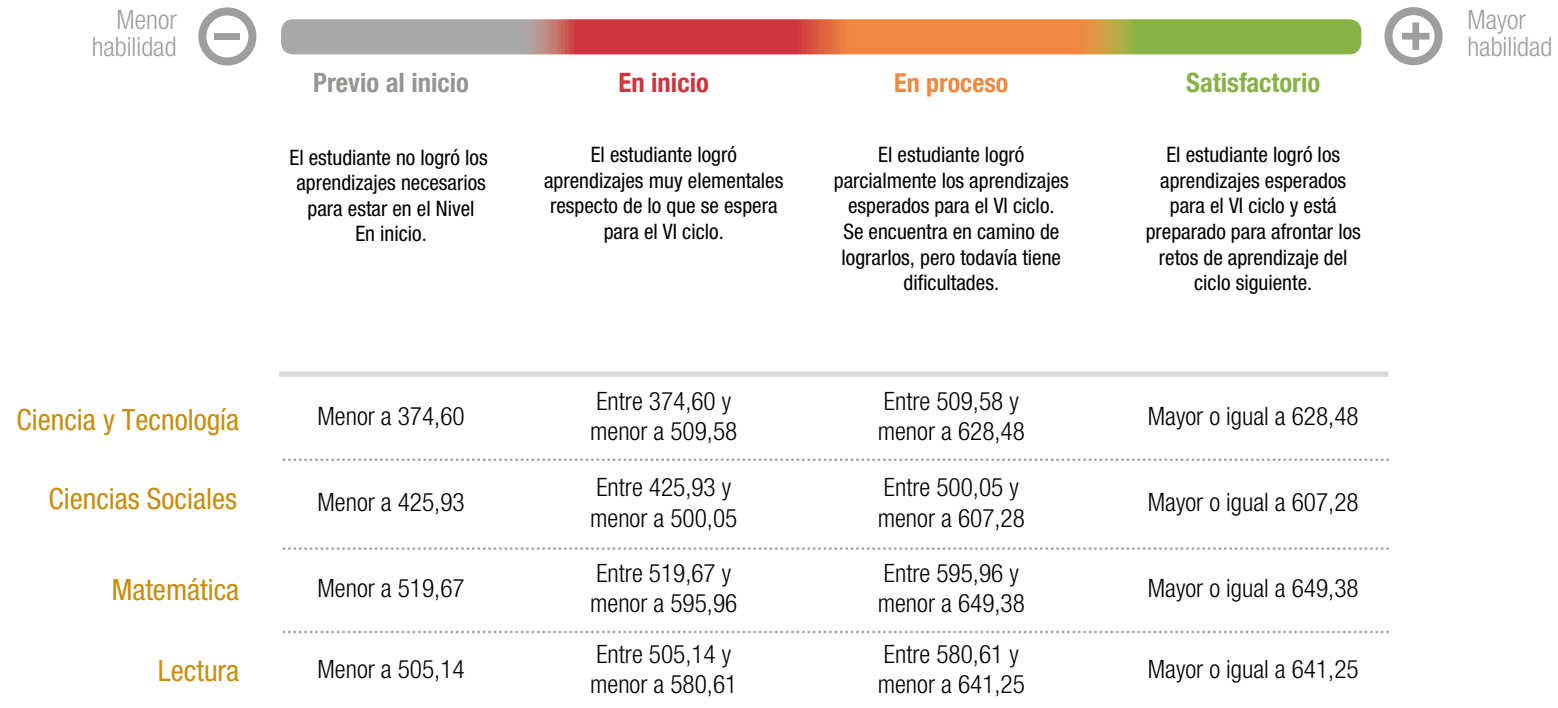 Menor
habilidad
Mayor
habilidad
Previo al inicio
En inicio
En proceso
Satisfactorio
El estudiante no logró los
aprendizajes necesarios
para estar en el Nivel
En inicio.
El estudiante logró
aprendizajes muy elementales
respecto de lo que se espera
para el VI ciclo.
El estudiante logró
parcialmente los aprendizajes
esperados para el VI ciclo.
Se encuentra en camino de
lograrlos, pero todavía tiene
dificultades.
El estudiante logró los
aprendizajes esperados
para el VI ciclo y está
preparado para afrontar los
retos de aprendizaje del
ciclo siguiente.
Ciencia y Tecnología
Menor a 374,60
Entre 374,60 y
menor a 509,58
Entre 509,58 y
menor a 628,48
Mayor o igual a 628,48
Ciencias Sociales
Menor a 425,93
Entre 425,93 y
menor a 500,05
Entre 500,05 y
menor a 607,28
Mayor o igual a 607,28
Matemática
Menor a 519,67
Entre 519,67 y
menor a 595,96
Entre 595,96 y
menor a 649,38
Mayor o igual a 649,38
Lectura
Menor a 505,14
Entre 505,14 y
menor a 580,61
Entre 580,61 y
menor a 641,25
Mayor o igual a 641,25